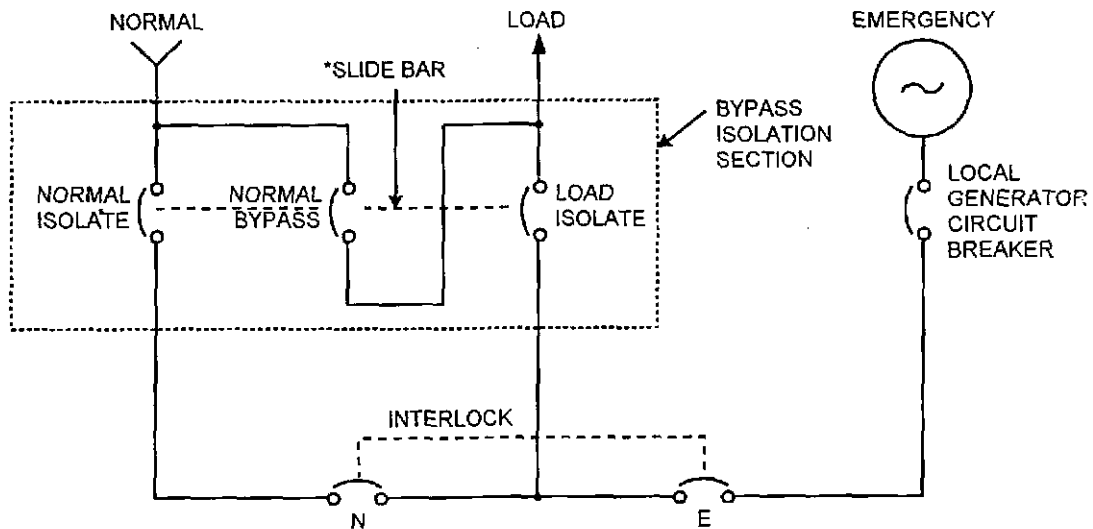 NORMAL
LOAD
EMERGENCY
*SLIDE BAR
BYPASS
ISOLATION
SECTION
NORMAL
ISOLATE
NORMAL
BYPASS
LOAD
ISOLATE
LOCAL
GENERATOR
CIRCUIT
BREAKER
INTERLOCK
N
E